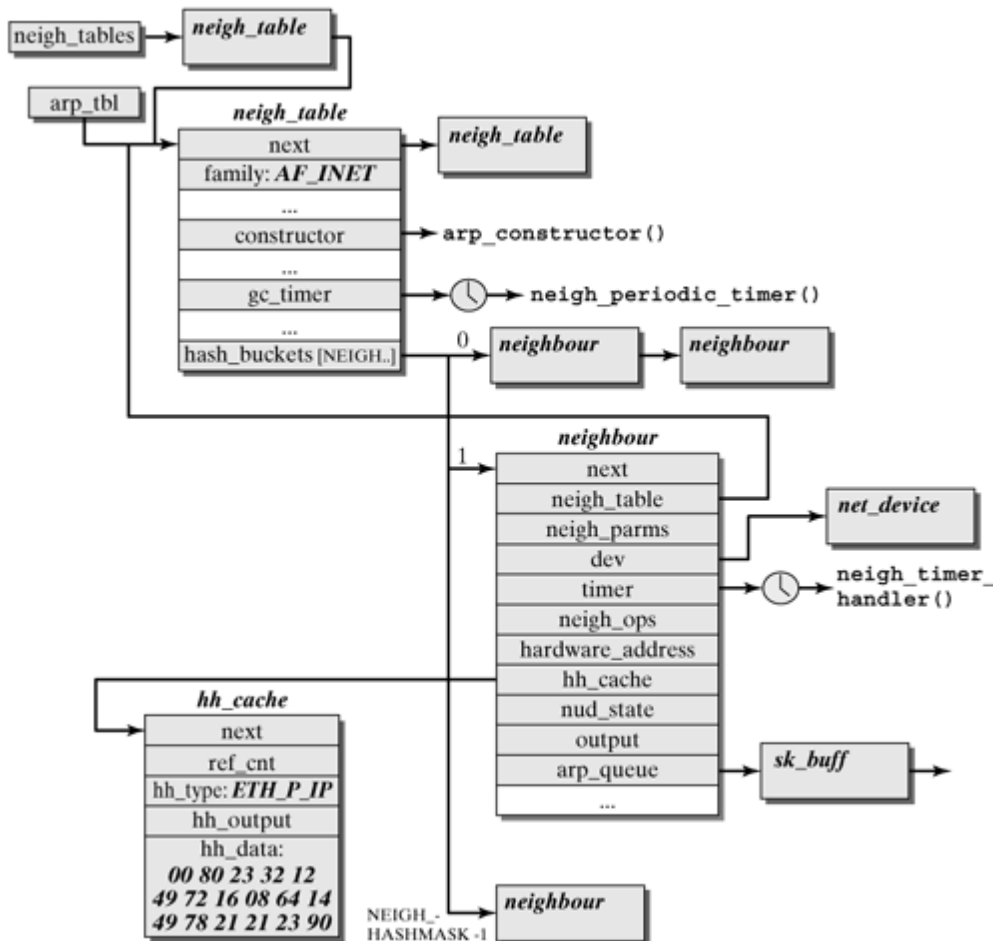 neigh_tables
neigh_table
arp_tbl
neigh_table
next
family: AF_INET
...
constructor
...
gc_timer
...
hash_buckets [NEIGH..]
neigh_table
arp_constructor()
neigh_periodic_timer()
0
neighbour
neighbour
neighbour
1
next
neigh_table
neigh_parms
dev
timer
neigh_ops
hardware_address
hh_cache
nud_state
output
arp_queue
...
net_device
neigh_timer_
handler()
sk_buff
hh_cache
next
ref_cnt
hh_type: ETH_P_IP
hh_output
hh_data:
00 80 23 32 12
49 72 16 08 64 14
49 78 21 21 23 90
NEIGH_-
HASHMASK -1
neighbour